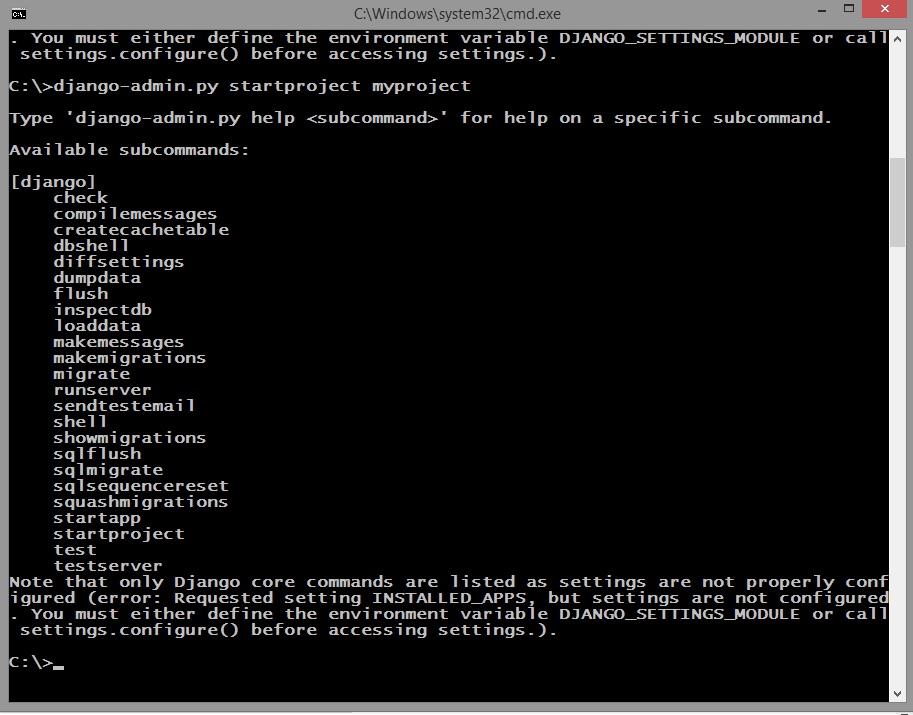 C:\Windows\system32\cmd.exe
. You must either define the environment variable DJANGO_SETTINGS_MODULE or call
 settings.configure() before accessing settings.).
C:\>django-admin.py startproject myproject
Type 'django-admin.py help <subcommand>' for help on a specific subcommand.
Available subcommands:
[django]
    check
    compilemessages
    createcachetable
    dbshell
    diffsettings
    dumpdata
    flush
    inspectdb
    loaddata
    makemessages
    makemigrations
    migrate
    runserver
    sendtestemail
    shell
    showmigrations
    sqlflush
    sqlmigrate
    sqlsequencereset
    squashmigrations
    startapp
    startproject
    test
    testserver
Note that only Django core commands are listed as settings are not properly conf
igured (error: Requested setting INSTALLED_APPS, but settings are not configured
. You must either define the environment variable DJANGO_SETTINGS_MODULE or call
 settings.configure() before accessing settings.).
C:\>_